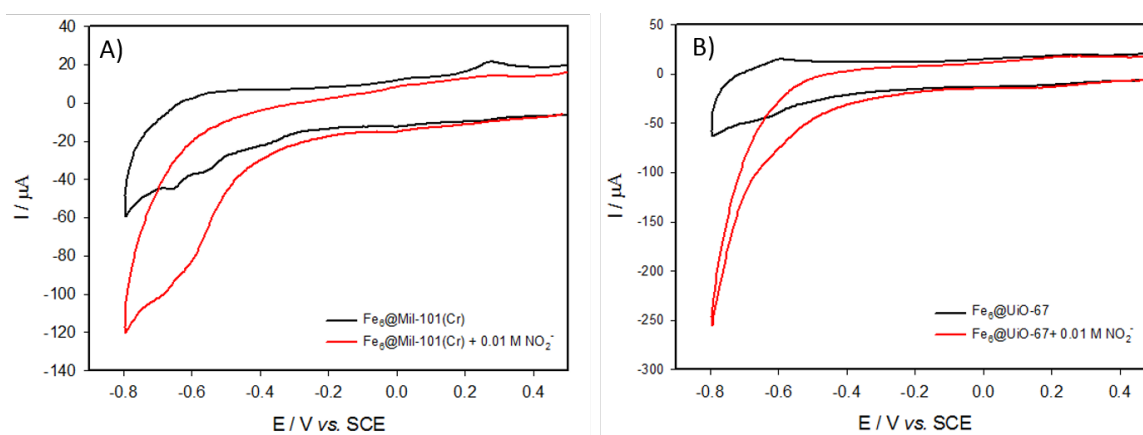 A)
40
20
0
-20
-40
-60
-80
-100
-120
-140
I / µA
-0.8 -0.6 -0.4 -0.2 0.0 0.2 0.4
E / V vs. SCE
Fe6@Mil-101(Cr)
Fe6@Mil-101(Cr) + 0.01 M NO2-
B)
50
0
-50
-100
-150
-200
-250
-300
I / µA
-0.8 -0.6 -0.4 -0.2 0.0 0.2 0.4
E / V vs. SCE
Fe6@UiO-67
Fe6@UiO-67+ 0.01 M NO2-